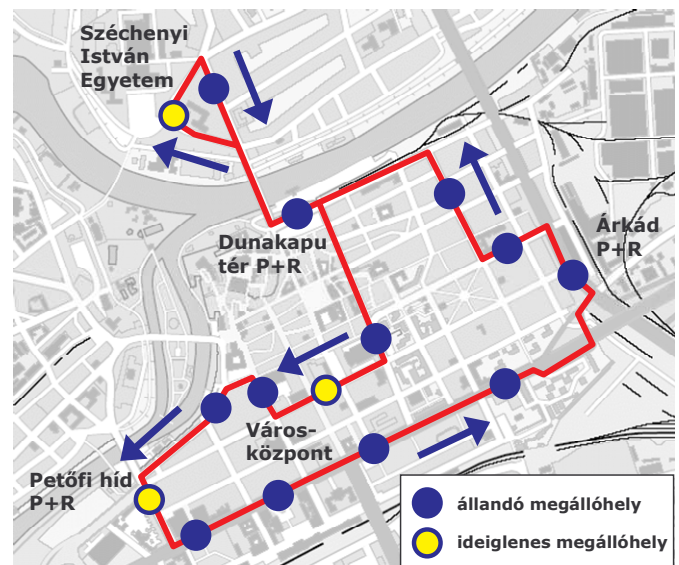 Széchenyi
István
Egyetem
Dunakapu
tér P+R
Árkád
P+R
Város-
központ
Petőfi híd
P+R
állandó megállóhely
ideiglenes megállóhely